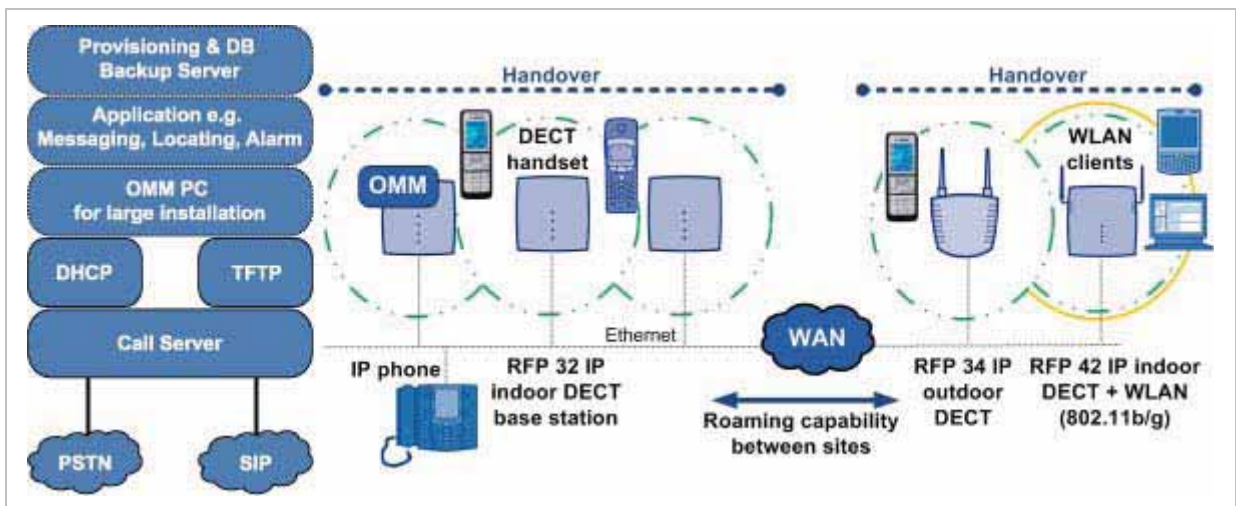 Provisioning & DB
Backup Server
Application e.g.
Messaging, Locating, Alarm
OMM PC
for large installation
DHCP
TFTP
Call Server
PSTN
SIP
Handover
DECT
handset
OMM
Ethernet
IP phone
RFP 32 IP
indoor DECT
base station
WAN
Roaming capability
between sites
Handover
WLAN
clients
RFP 34 IP
outdoor
DECT
RFP 42 IP indoor
DECT + WLAN
(802.11b/g)